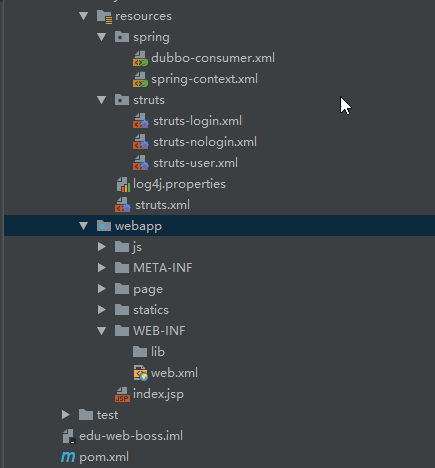 resources
spring
dubbo-consumer.xml
spring-context.xml
struts
struts-login.xml
struts-nologin.xml
struts-user.xml
log4j.properties
struts.xml
webapp
js
META-INF
page
statics
WEB-INF
lib
web.xml
index.jsp
test
edu-web-boss.iml
pom.xml